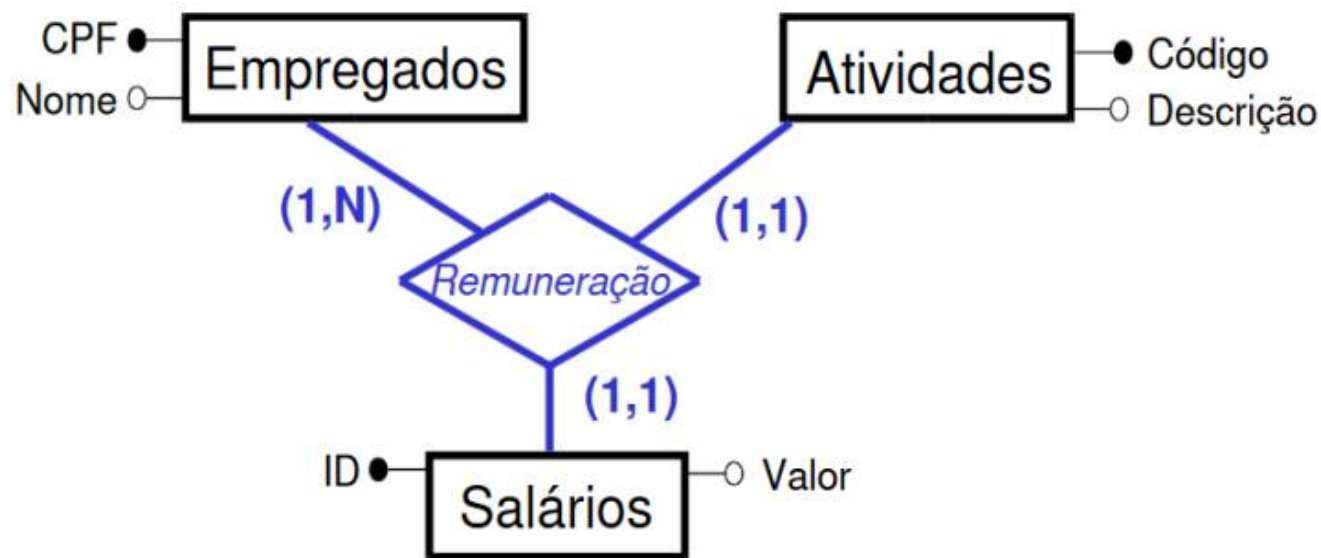 CPF
Nome
Empregados
Atividades
Código
Descrição
(1,N)
(1,1)
Remuneração
(1,1)
ID
Salários
Valor